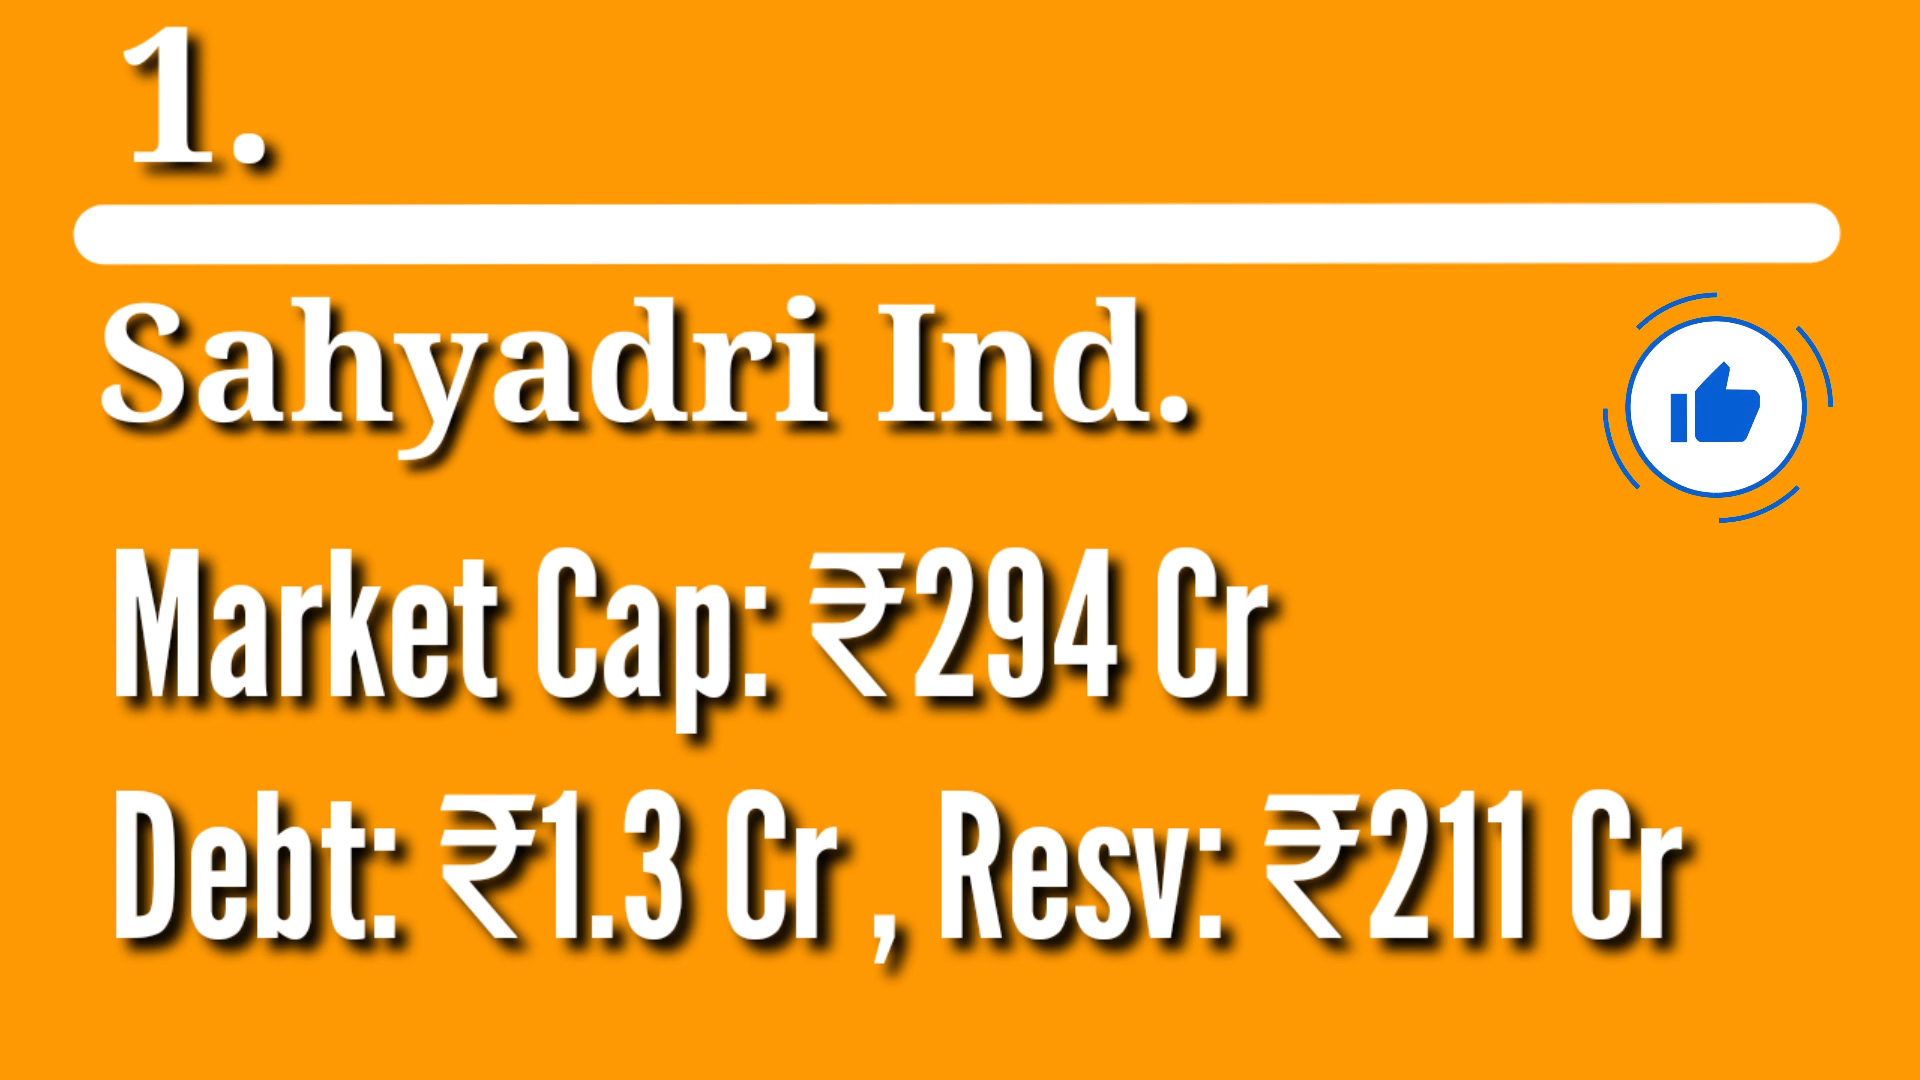 1.
Sahyadri Ind.
Market Cap: ₹294 Cr
Debt: ₹1.3 Cr , Resv: ₹211 Cr